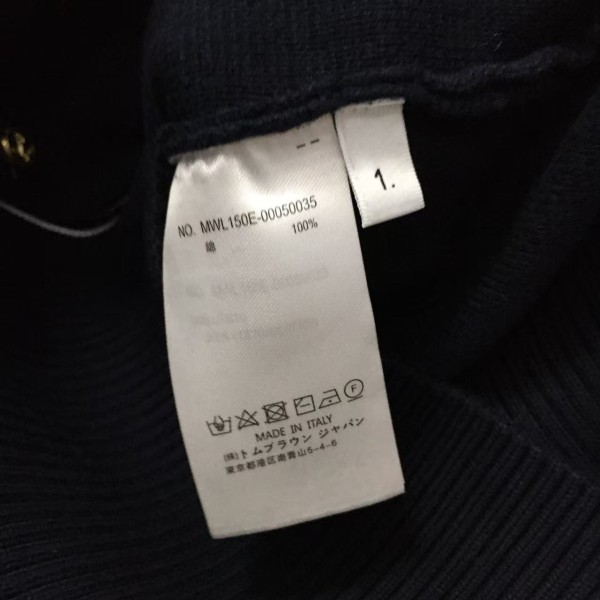 1.
NO. MWL150E-00050035
綿 100%
F
MADE IN ITALY
(株)トムブラウン ジャパン
東京都港区南青山5-4-6